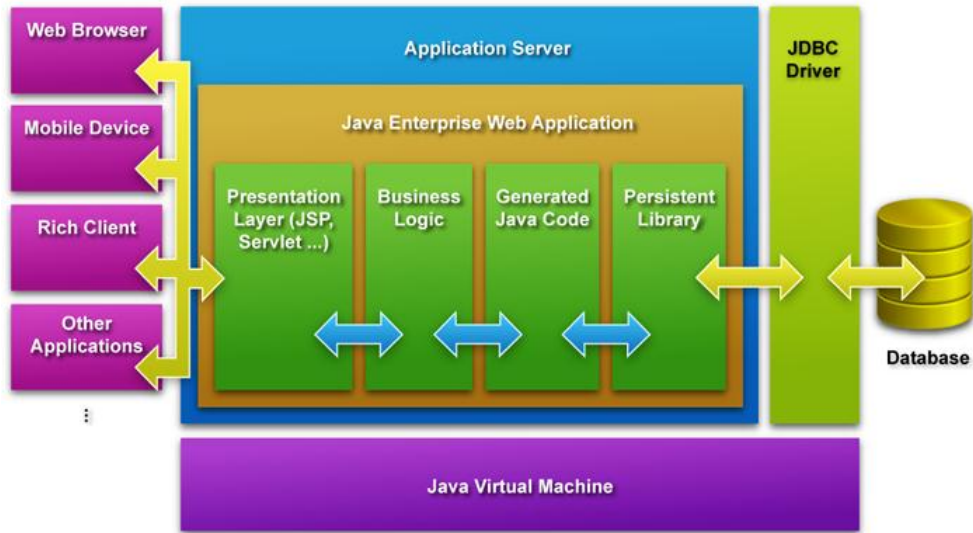 Web Browser
Mobile Device
Rich Client
Other
Applications
...
Application Server
Java Enterprise Web Application
Presentation
Layer (JSP,
Servlet ...)
Business
Logic
Generated
Java Code
Persistent
Library
JDBC
Driver
Database
Java Virtual Machine